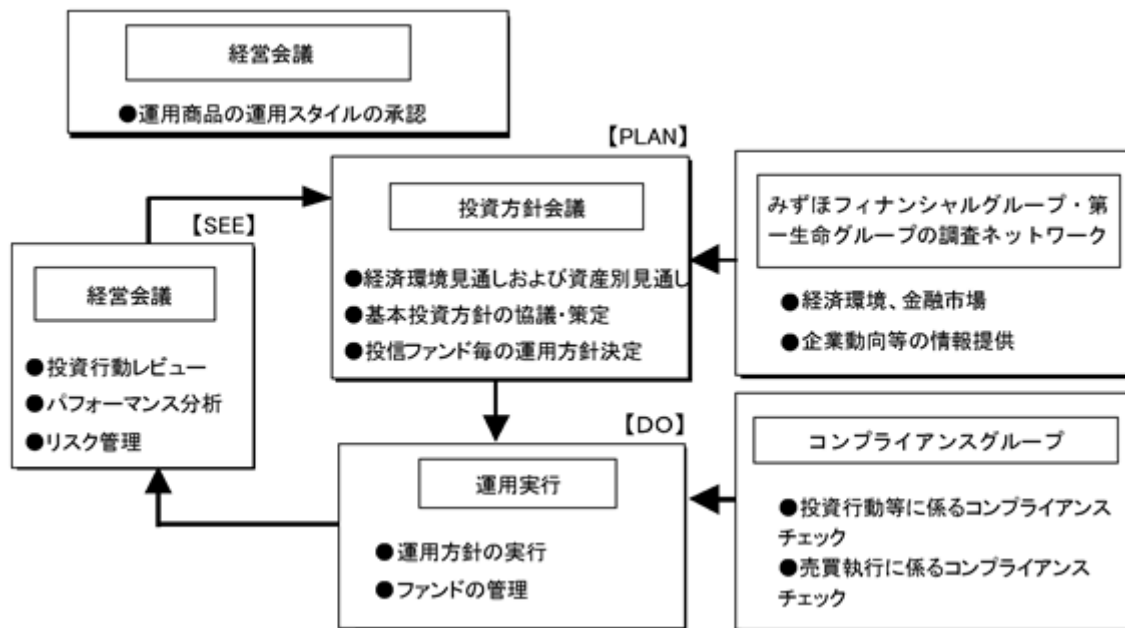 経営会議
●運用商品の運用スタイルの承認
【PLAN】
投資方針会議
●経済環境見通しおよび資産別見通し
●基本投資方針の協議・策定
●投信ファンド毎の運用方針決定
みずほフィナンシャルグループ・第
一生命グループの調査ネットワーク
●経済環境、金融市場
●企業動向等の情報提供
【SEE】
経営会議
●投資行動レビュー
●パフォーマンス分析
●リスク管理
【DO】
運用実行
●運用方針の実行
●ファンドの管理
コンプライアンスグループ
●投資行動等に係るコンプライアンス
チェック
●売買執行に係るコンプライアンス
チェック